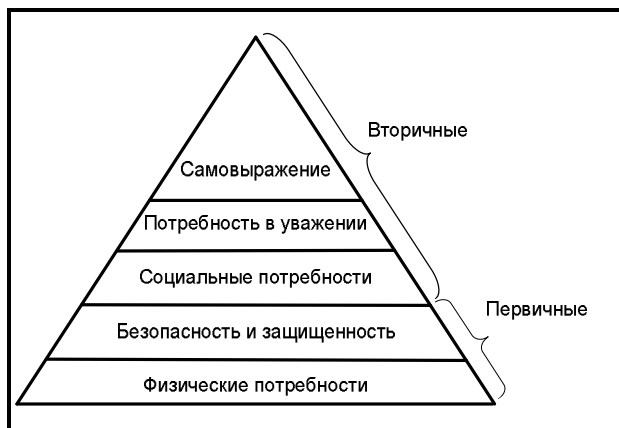 Вторичные
Самовыражение
Потребность в уважении
Социальные потребности
Первичные
Безопасность и защищенность
Физические потребности